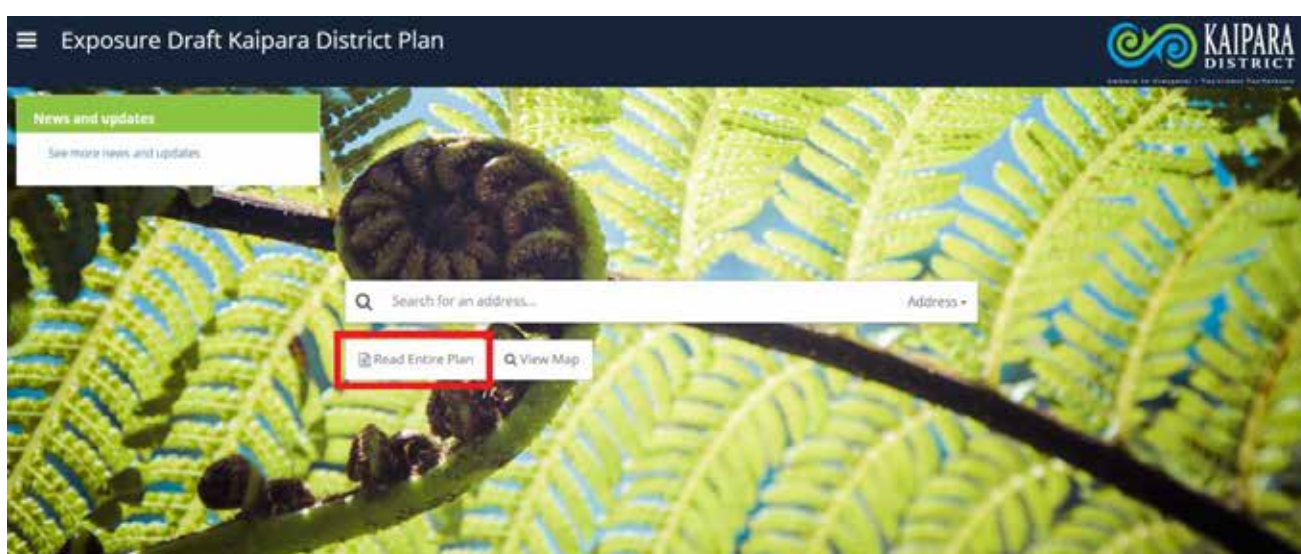 Exposure Draft Kaipara District Plan
KAIPARA
DISTRICT
News and updates
See more news and updates
Search for an address...
Address
Read Entire Plan
View Map